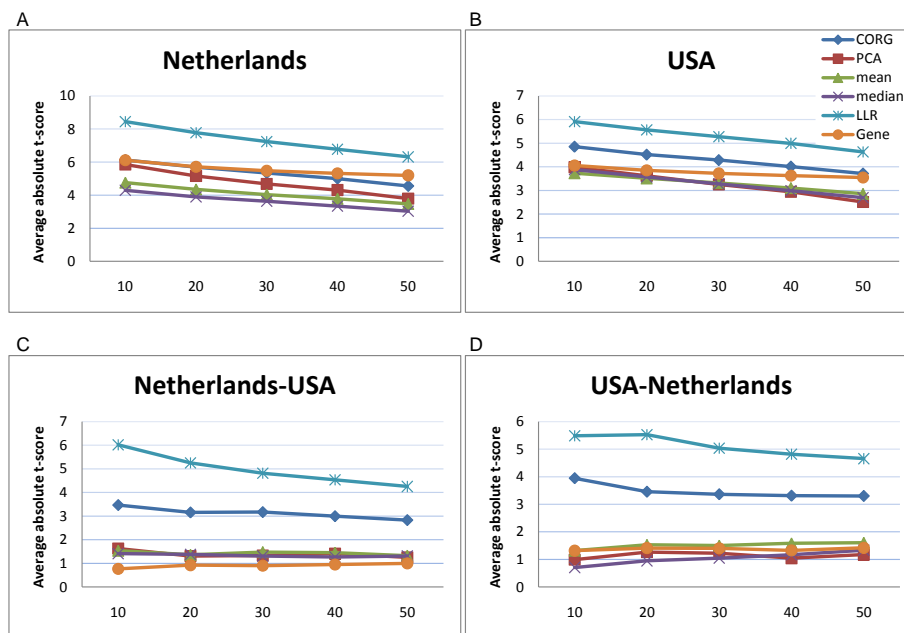 A
Netherlands
Average absolute t-score
10
8
6
4
2
0
10 20 30 40 50
B
USA
Average absolute t-score
7
6
5
4
3
2
1
0
10 20 30 40 50
CORG
PCA
mean
median
LLR
Gene
C
Netherlands-USA
Average absolute t-score
7
6
5
4
3
2
1
0
10 20 30 40 50
D
USA-Netherlands
Average absolute t-score
6
5
4
3
2
1
0
10 20 30 40 50